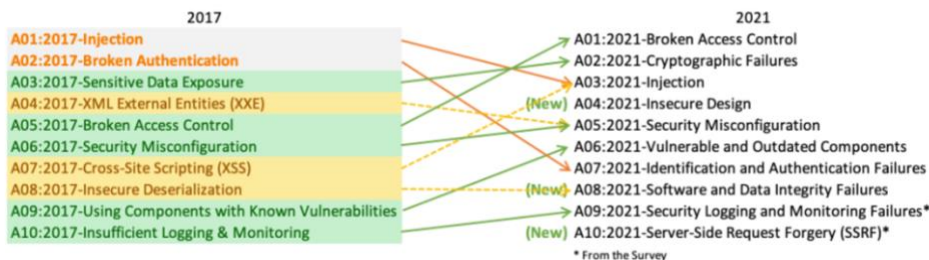 2017
A01:2017-Injection
A02:2017-Broken Authentication
A03:2017-Sensitive Data Exposure
A04:2017-XML External Entities (XXE)
A05:2017-Broken Access Control
A06:2017-Security Misconfiguration
A07:2017-Cross-Site Scripting (XSS)
A08:2017-Insecure Deserialization
A09:2017-Using Components with Known Vulnerabilities
A10:2017-Insufficient Logging & Monitoring
2021
A01:2021-Broken Access Control
A02:2021-Cryptographic Failures
A03:2021-Injection
(New) A04:2021-Insecure Design
A05:2021-Security Misconfiguration
A06:2021-Vulnerable and Outdated Components
A07:2021-Identification and Authentication Failures
(New) A08:2021-Software and Data Integrity Failures
A09:2021-Security Logging and Monitoring Failures*
(New) A10:2021-Server-Side Request Forgery (SSRF)*
* From the Survey